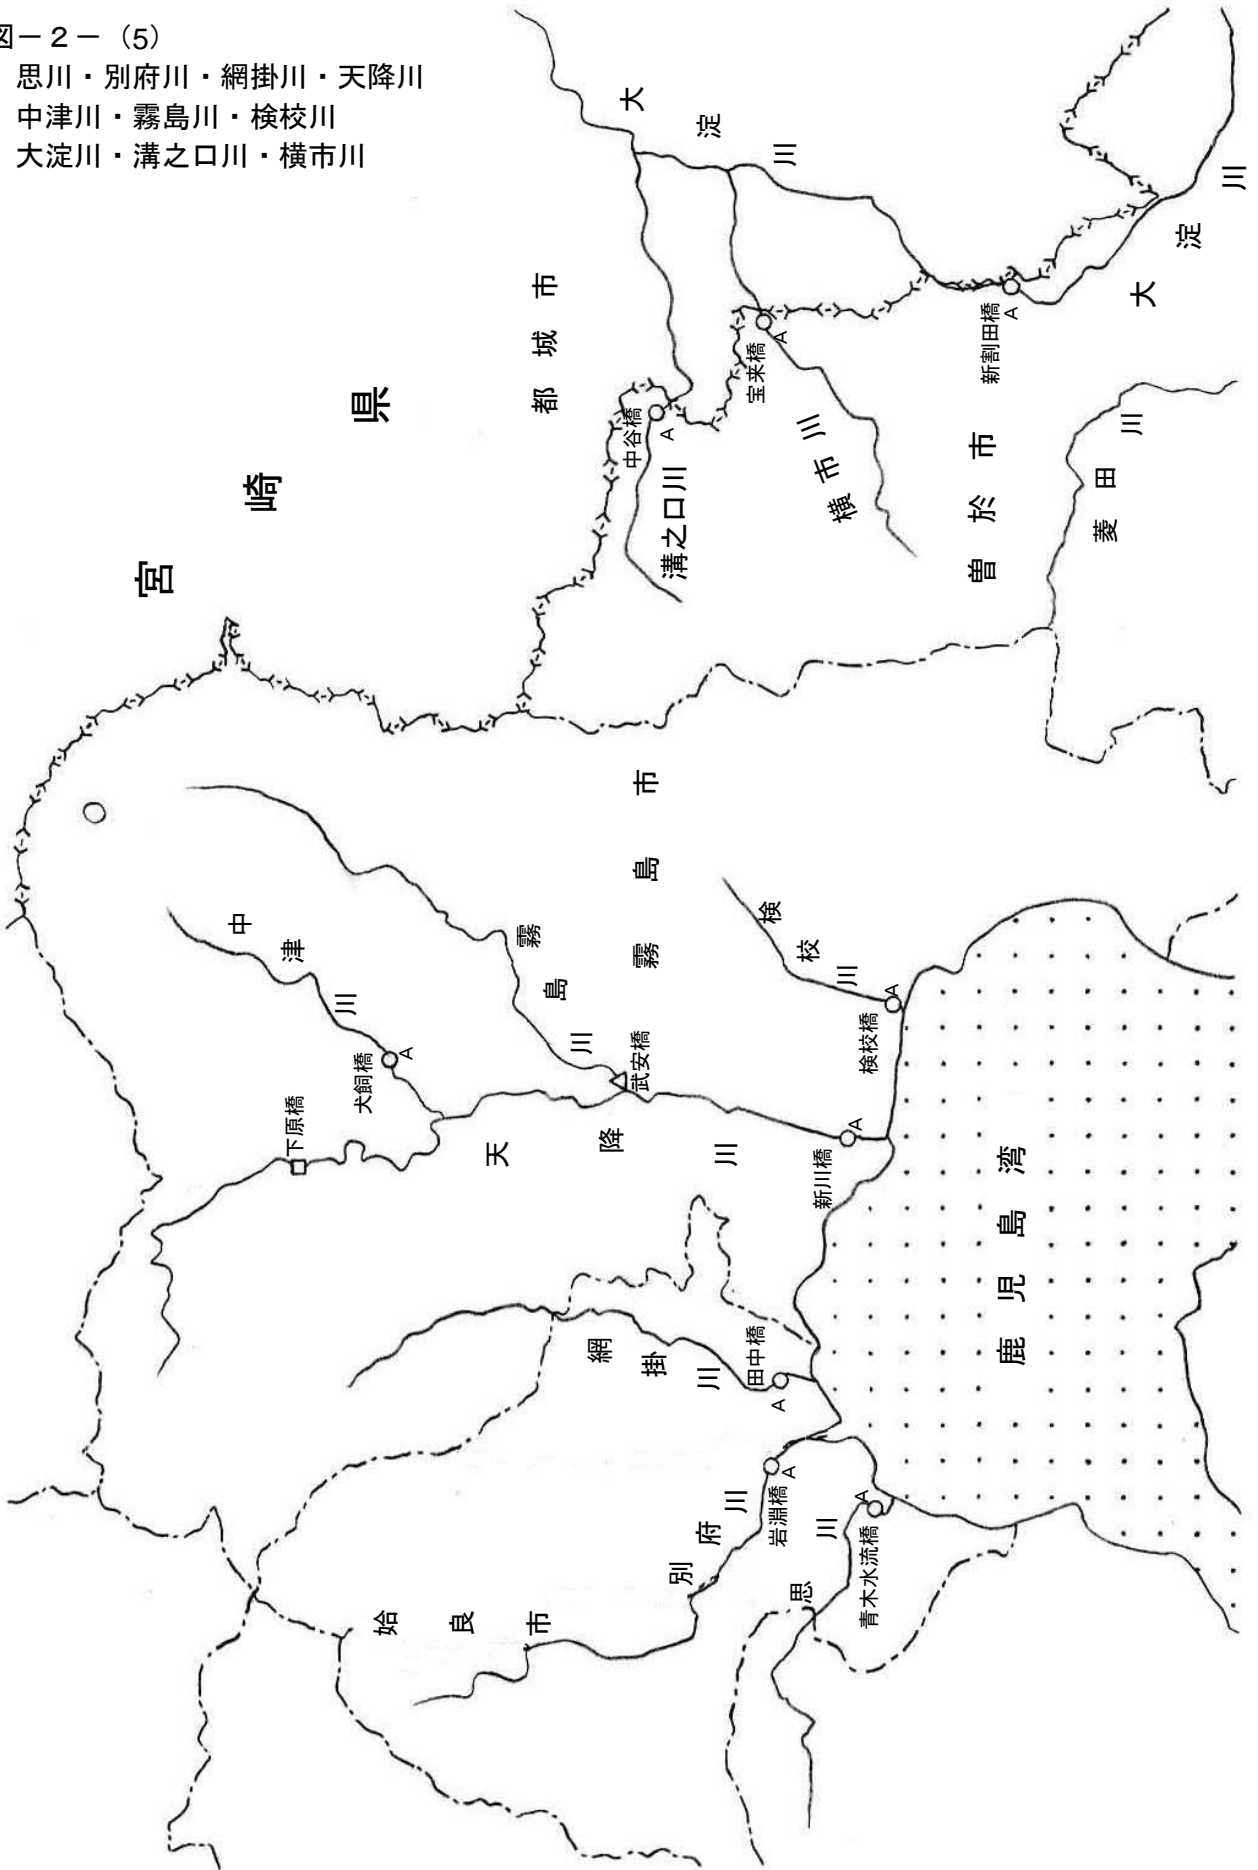 図－２－（5）
思川・別府川・網掛川・天降川
中津川・霧島川・検校川
大淀川・溝之口川・横市川
宮崎県
都城市
大淀川
中谷橋
A
溝之口川
宝来橋
A
横市川
新割田橋
A
大淀川
曽於市
菱田川
霧島市
中津川
犬飼橋
A
霧島川
武安橋
下原橋
天降川
検校川
検校橋
A
新川橋
A
網掛川
田中橋
A
姶良市
別府川
岩淵橋
A
思川
青木水流橋
A
鹿児島湾